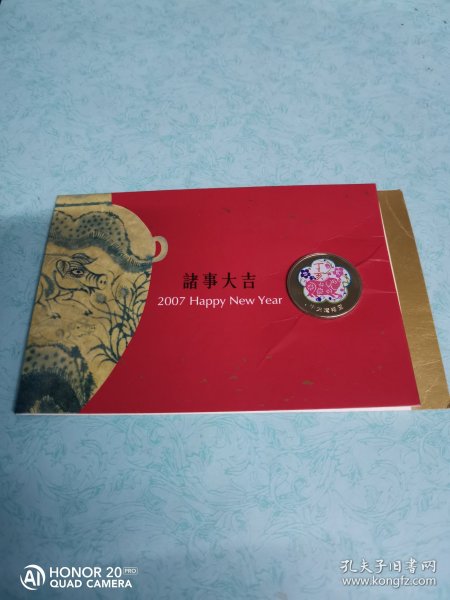 諸事大吉
2007 Happy New Year
HONOR 20 PRO
QUAD CAMERA
孔夫子旧书网
www.kongfz.com